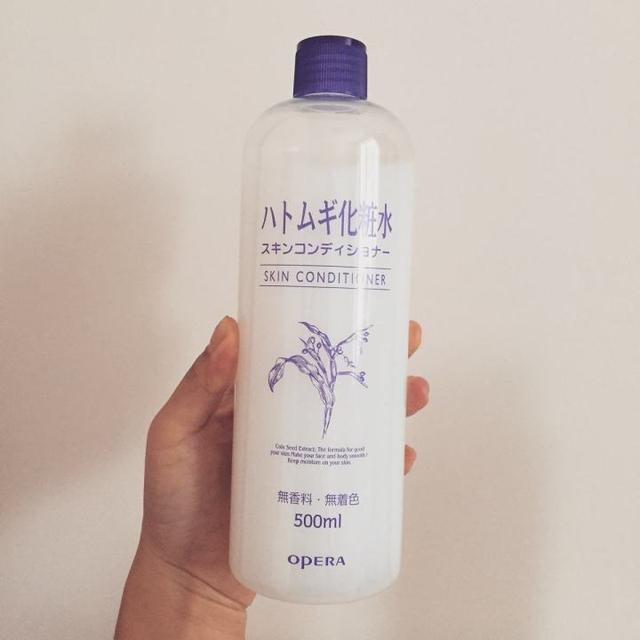 ハトムギ化粧水
スキンコンディショナー
SKIN CONDITIONER
Coix Seed Extract; The formula for good
your skin.Make your face and body smooth.
Keep moisture on your skin.
無香料・無着色
500ml
OPERA